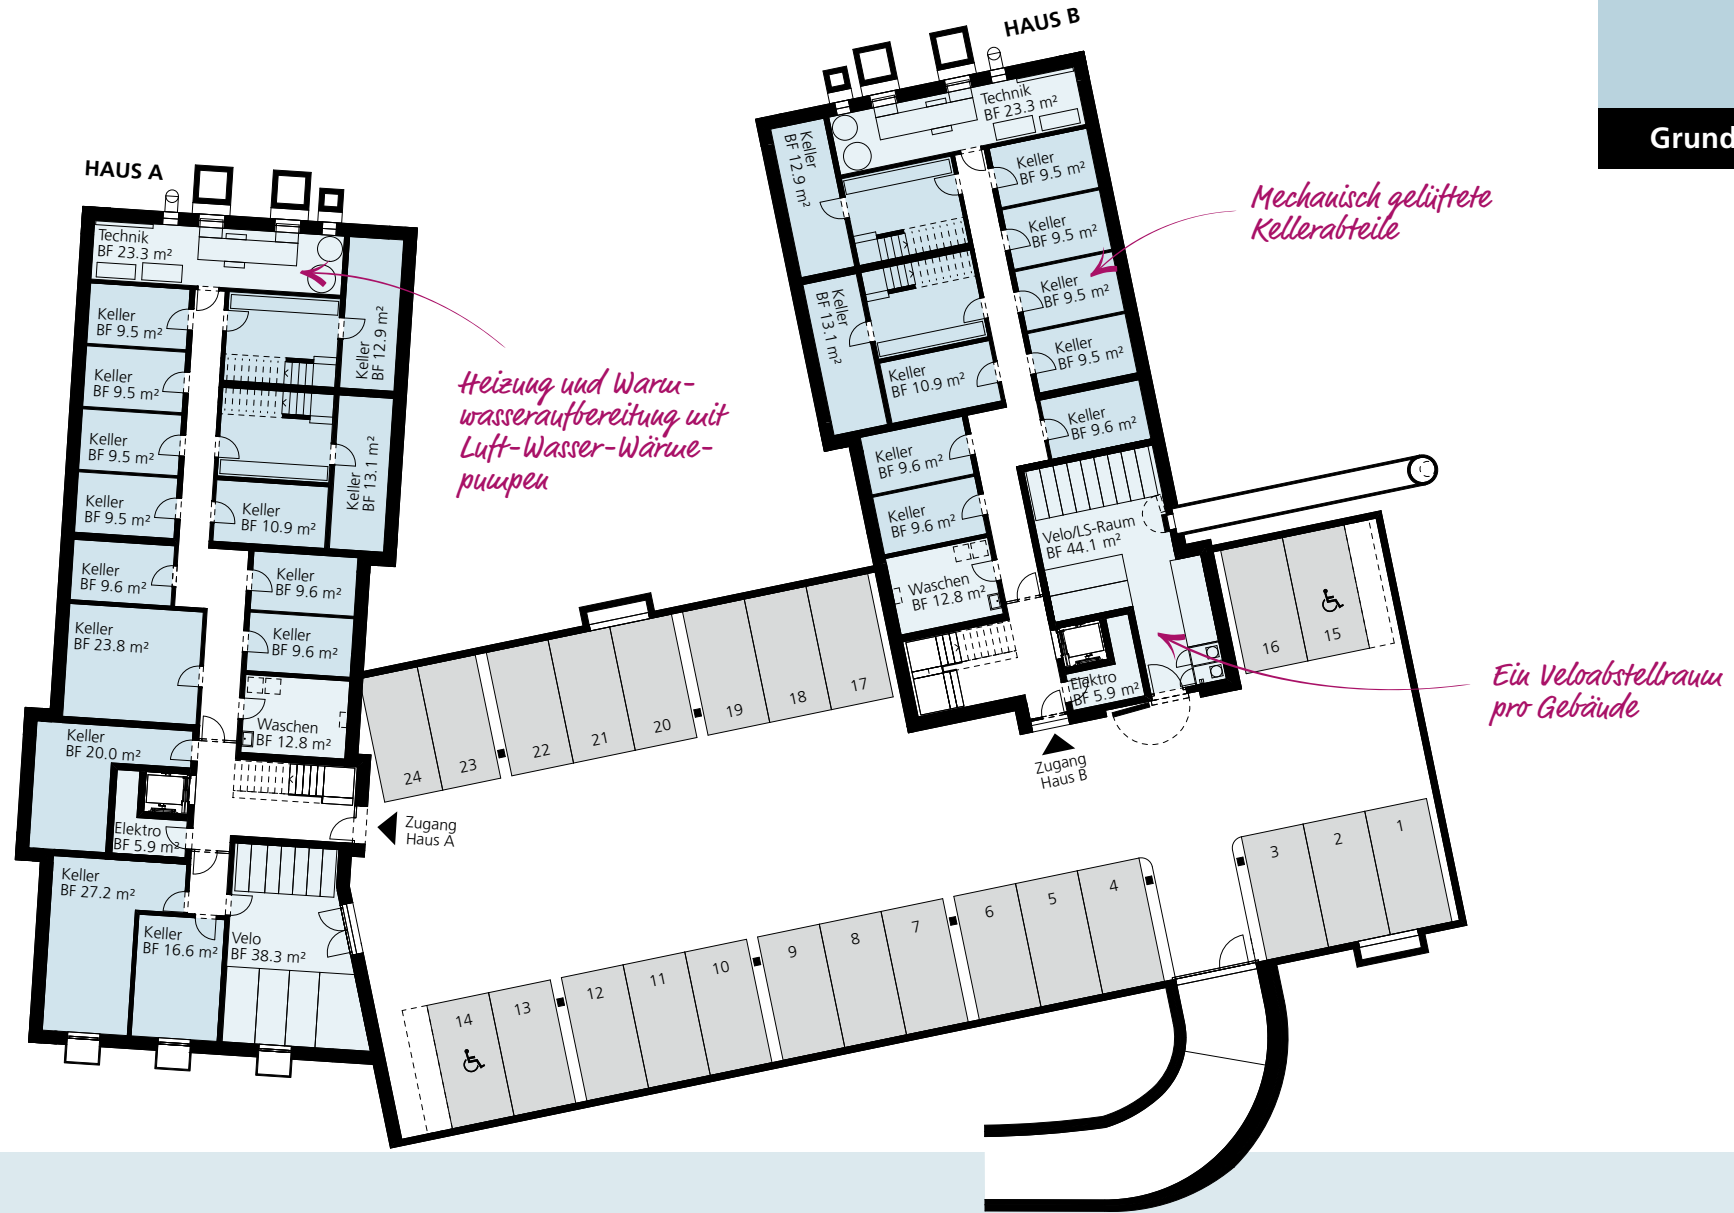 HAUS B
Grund
HAUS A
Technik
BF 23.3 m²
Keller
BF 12.9 m²
Keller
BF 9.5 m²
Keller
BF 9.5 m²
Keller
BF 9.5 m²
Keller
BF 9.5 m²
Keller
BF 9.6 m²
Keller
BF 13.1 m²
Keller
BF 10.9 m²
Keller
BF 9.6 m²
Keller
BF 9.6 m²
Waschen
BF 12.8 m²
Velo/LS-Raum
BF 44.1 m²
Elektro
BF 5.9 m²
Zugang
Haus B
Mechanisch gelüftete
Kellerabteile
Ein Veloabstellraum
pro Gebäude
Technik
BF 23.3 m²
Keller
BF 12.9 m²
Keller
BF 9.5 m²
Keller
BF 9.5 m²
Keller
BF 9.5 m²
Keller
BF 9.5 m²
Keller
BF 13.1 m²
Keller
BF 10.9 m²
Keller
BF 9.6 m²
Keller
BF 9.6 m²
Keller
BF 9.6 m²
Keller
BF 23.8 m²
Waschen
BF 12.8 m²
Keller
BF 20.0 m²
Elektro
BF 5.9 m²
Keller
BF 27.2 m²
Keller
BF 16.6 m²
Velo
BF 38.3 m²
Zugang
Haus A
Heizung und Warm-
wasseraufbereitung mit
Luft-Wasser-Wärme-
pumpen
24
23
22
21
20
19
18
17
16
15
14
13
12
11
10
9
8
7
6
5
4
3
2
1